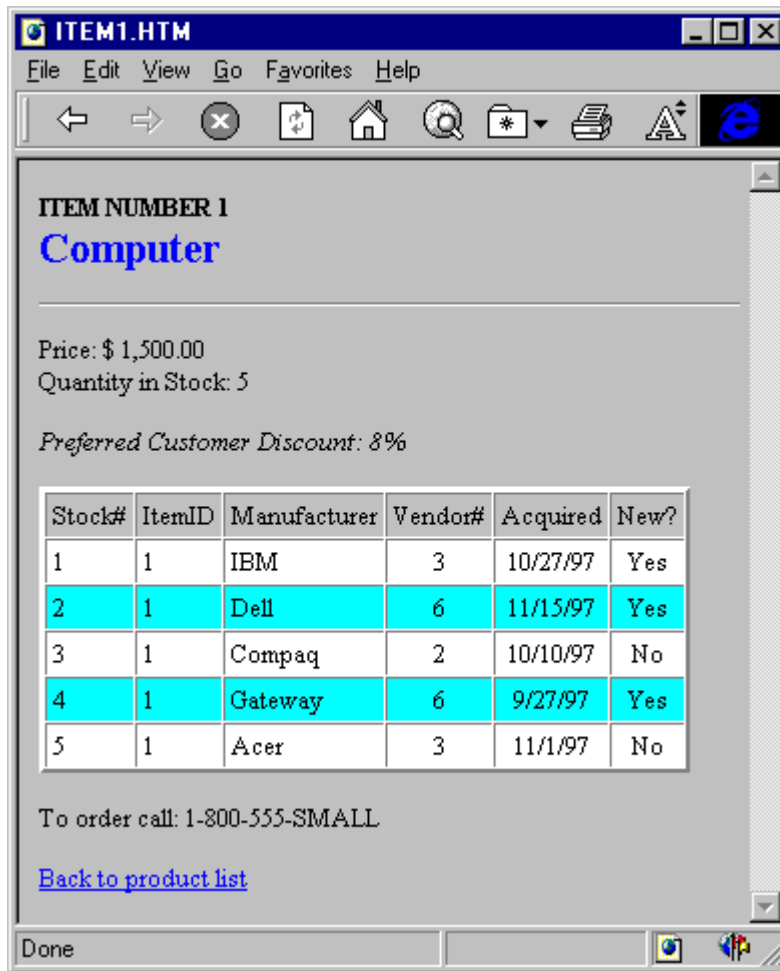 ITEM1.HTM
File Edit View Go Favorites Help
ITEM NUMBER 1
Computer
Price: $ 1,500.00
Quantity in Stock: 5
Preferred Customer Discount: 8%
Stock# ItemID Manufacturer Vendor# Acquired New?
1 1 IBM 3 10/27/97 Yes
2 1 Dell 6 11/15/97 Yes
3 1 Compaq 2 10/10/97 No
4 1 Gateway 6 9/27/97 Yes
5 1 Acer 3 11/1/97 No
To order call: 1-800-555-SMALL
Back to product list
Done